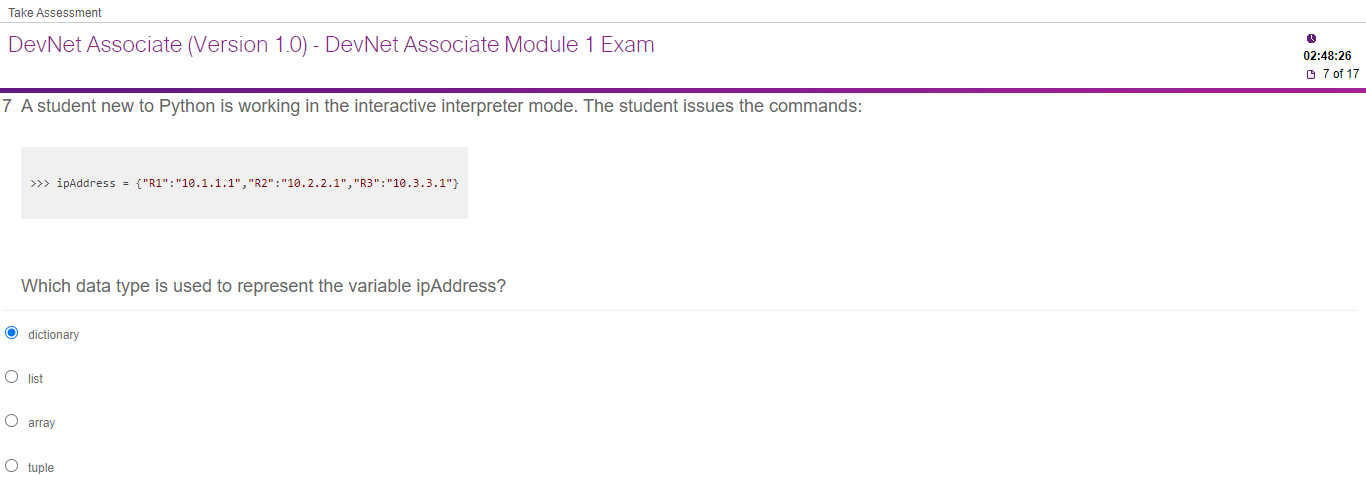 Take Assessment
DevNet Associate (Version 1.0) - DevNet Associate Module 1 Exam
02:48:26
7 of 17
7 A student new to Python is working in the interactive interpreter mode. The student issues the commands:
>>> ipAddress = {"R1":"10.1.1.1","R2":"10.2.2.1","R3":"10.3.3.1"}
Which data type is used to represent the variable ipAddress?
dictionary
list
array
tuple